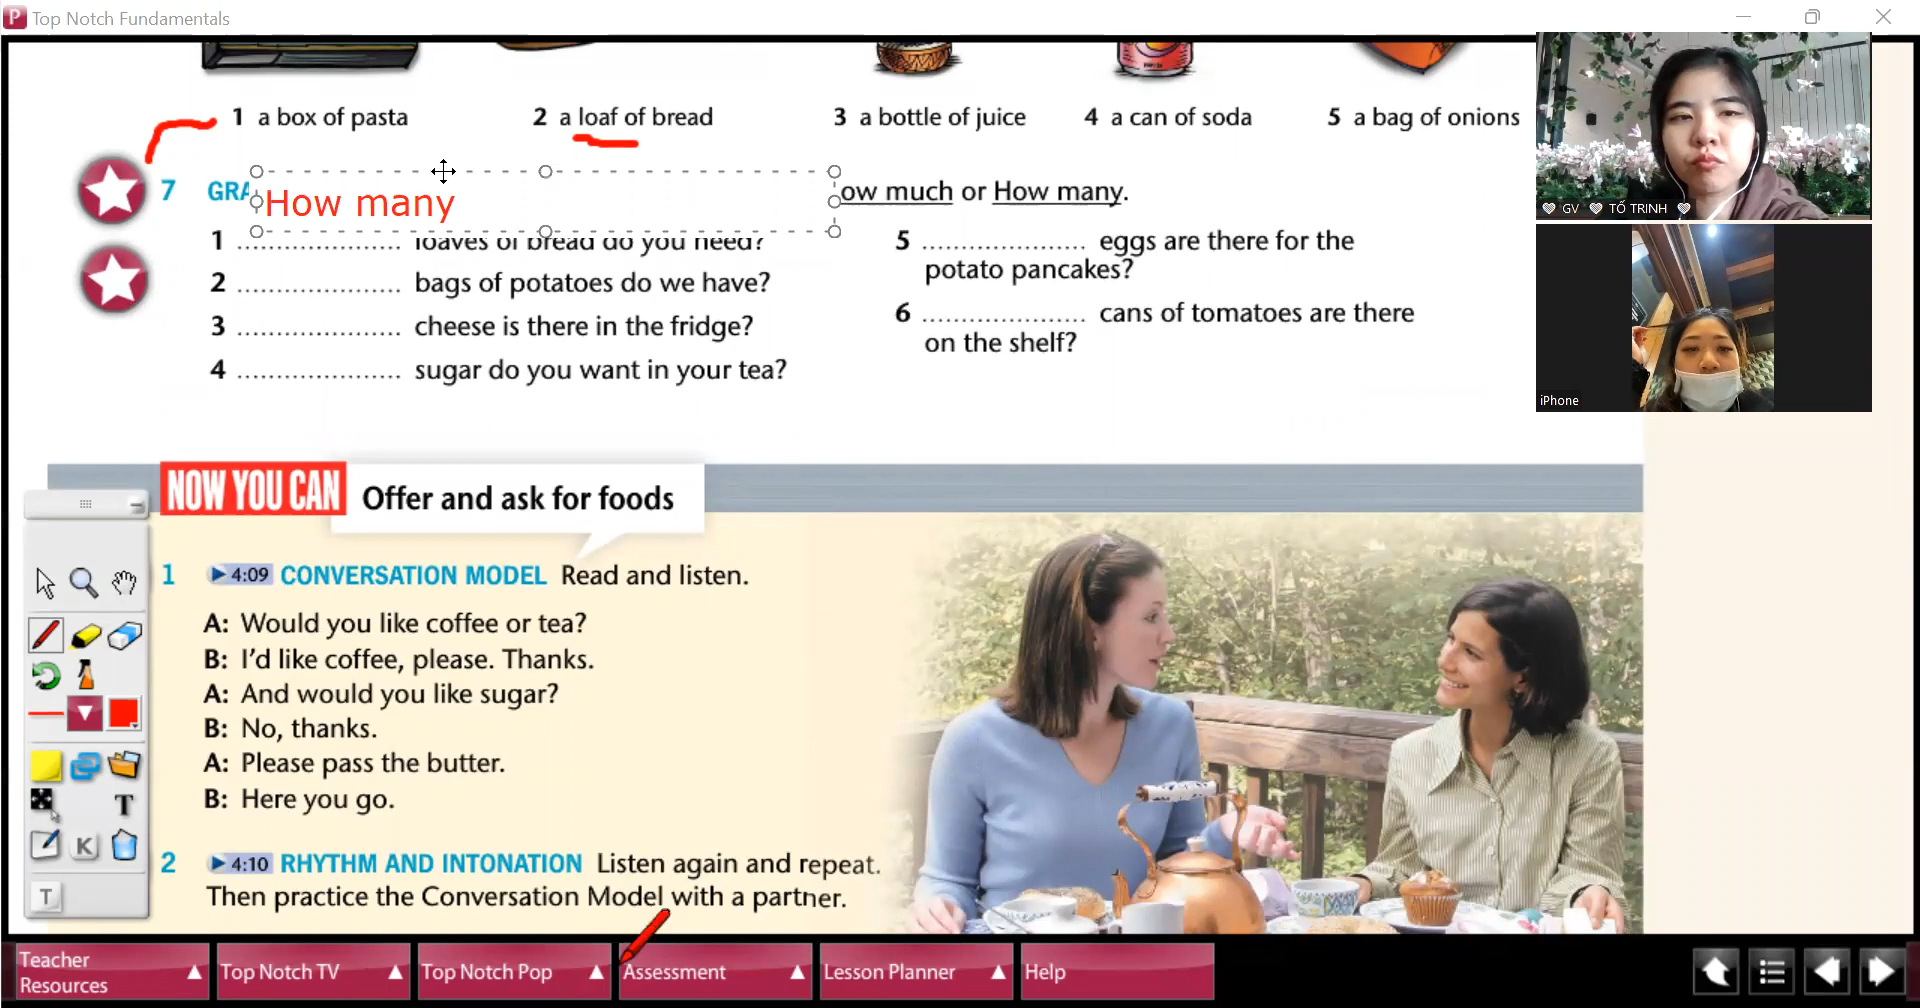 Top Notch Fundamentals
1 a box of pasta 2 a loaf of bread 3 a bottle of juice 4 a can of soda 5 a bag of onions
GV TỐ TRINH
7 GRA How many ow much or How many.
1 .................... loaves of bread do you need?
2 .................... bags of potatoes do we have?
3 .................... cheese is there in the fridge?
4 .................... sugar do you want in your tea?
5 .................... eggs are there for the
potato pancakes?
6 .................... cans of tomatoes are there
on the shelf?
iPhone
NOW YOU CAN Offer and ask for foods
1 4:09 CONVERSATION MODEL Read and listen.
A: Would you like coffee or tea?
B: I'd like coffee, please. Thanks.
A: And would you like sugar?
B: No, thanks.
A: Please pass the butter.
B: Here you go.
2 4:10 RHYTHM AND INTONATION Listen again and repeat.
Then practice the Conversation Model with a partner.
T
K
T
Teacher
Resources
Top Notch TV
Top Notch Pop
Assessment
Lesson Planner
Help